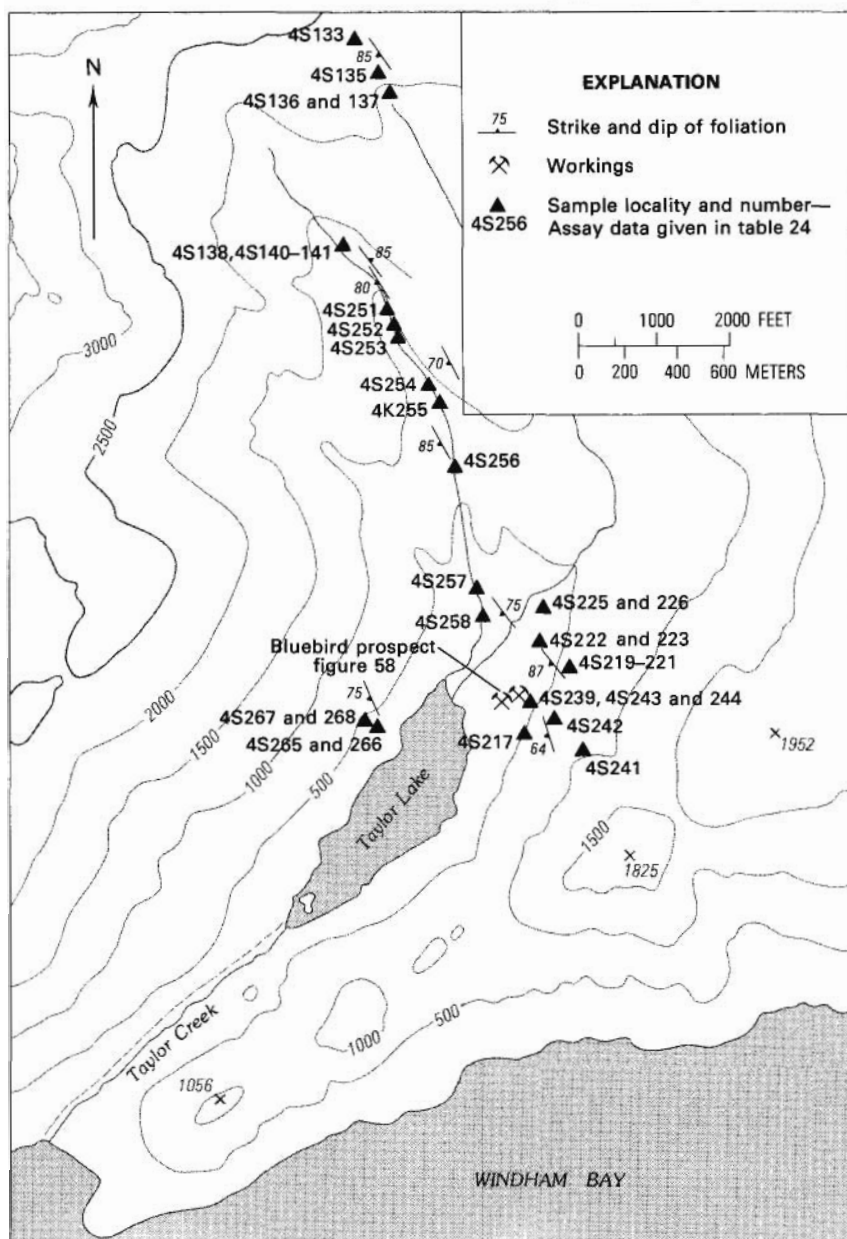 4S133
85
4S135
4S136 and 137
N
EXPLANATION
75
Strike and dip of foliation
Workings
Sample locality and number—
4S256
Assay data given in table 24
0 1000 2000 FEET
0 200 400 600 METERS
4S138, 4S140–141
85
80
4S251
4S252
4S253
3000
70
4S254
4K255
2500
85
4S256
4S257
75
4S225 and 226
4S258
4S222 and 223
Bluebird prospect
figure 58
87
4S219–221
75
4S239, 4S243 and 244
4S267 and 268
4S242
4S265 and 266
4S217
64
4S241
1952
2000
1500
1000
500
Taylor Lake
1500
1825
Taylor Creek
1000
500
1056
WINDHAM BAY